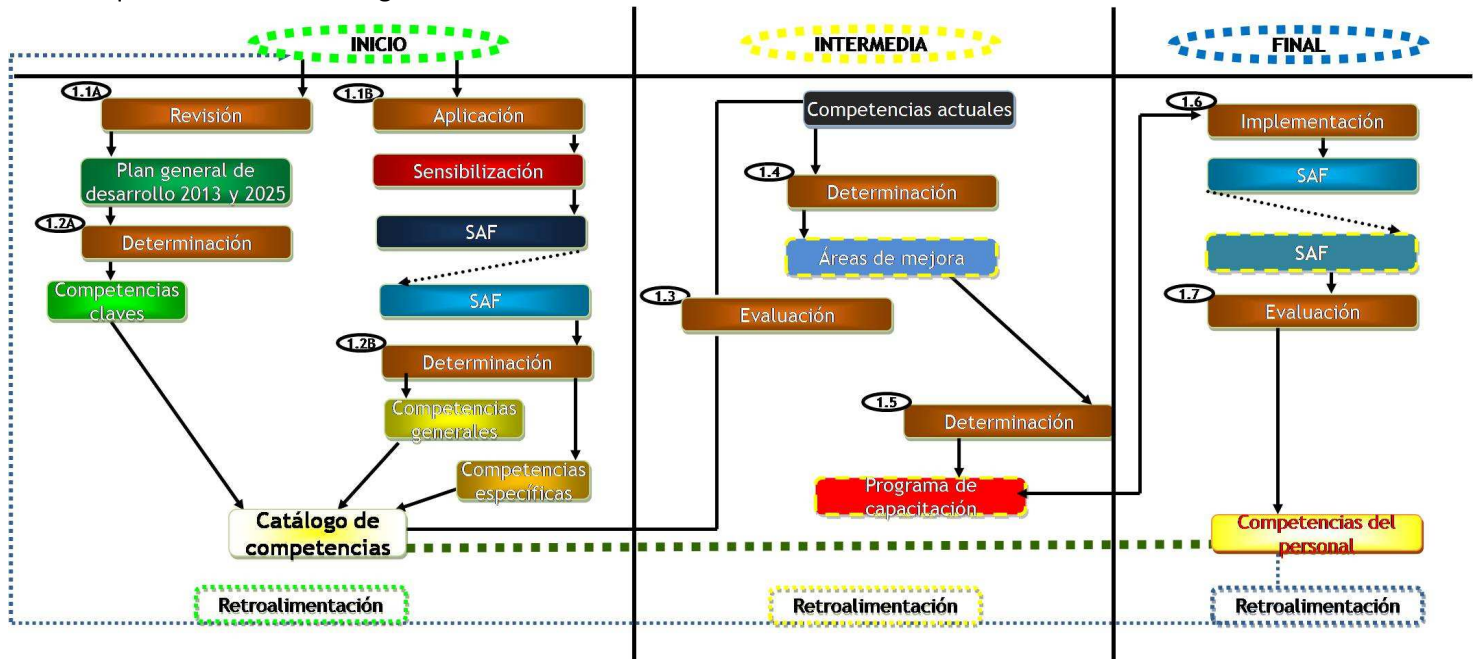 INICIO
INTERMEDIA
FINAL
1.1A
Revisión
Plan general de
desarrollo 2013 y 2025
1.2A
Determinación
Competencias
claves
1.1B
Aplicación
Sensibilización
SAF
SAF
1.2B
Determinación
Competencias
generales
Competencias
específicas
Catálogo de
competencias
Retroalimentación
Competencias actuales
1.4
Determinación
Áreas de mejora
1.3
Evaluación
1.5
Determinación
Programa de
capacitación
Retroalimentación
1.6
Implementación
SAF
SAF
1.7
Evaluación
Competencias del
personal
Retroalimentación